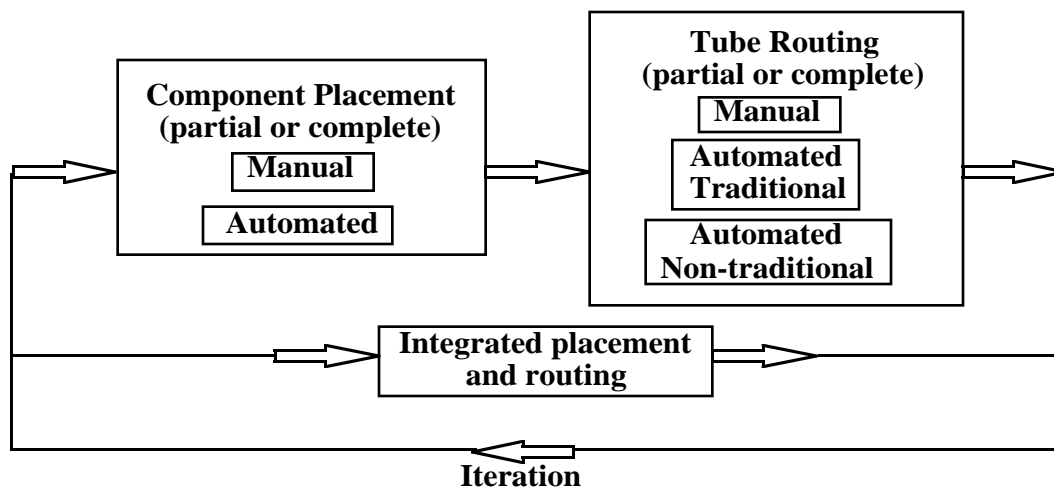 Component Placement
(partial or complete)
Manual
Automated
Tube Routing
(partial or complete)
Manual
Automated
Traditional
Automated
Non-traditional
Integrated placement
and routing
Iteration